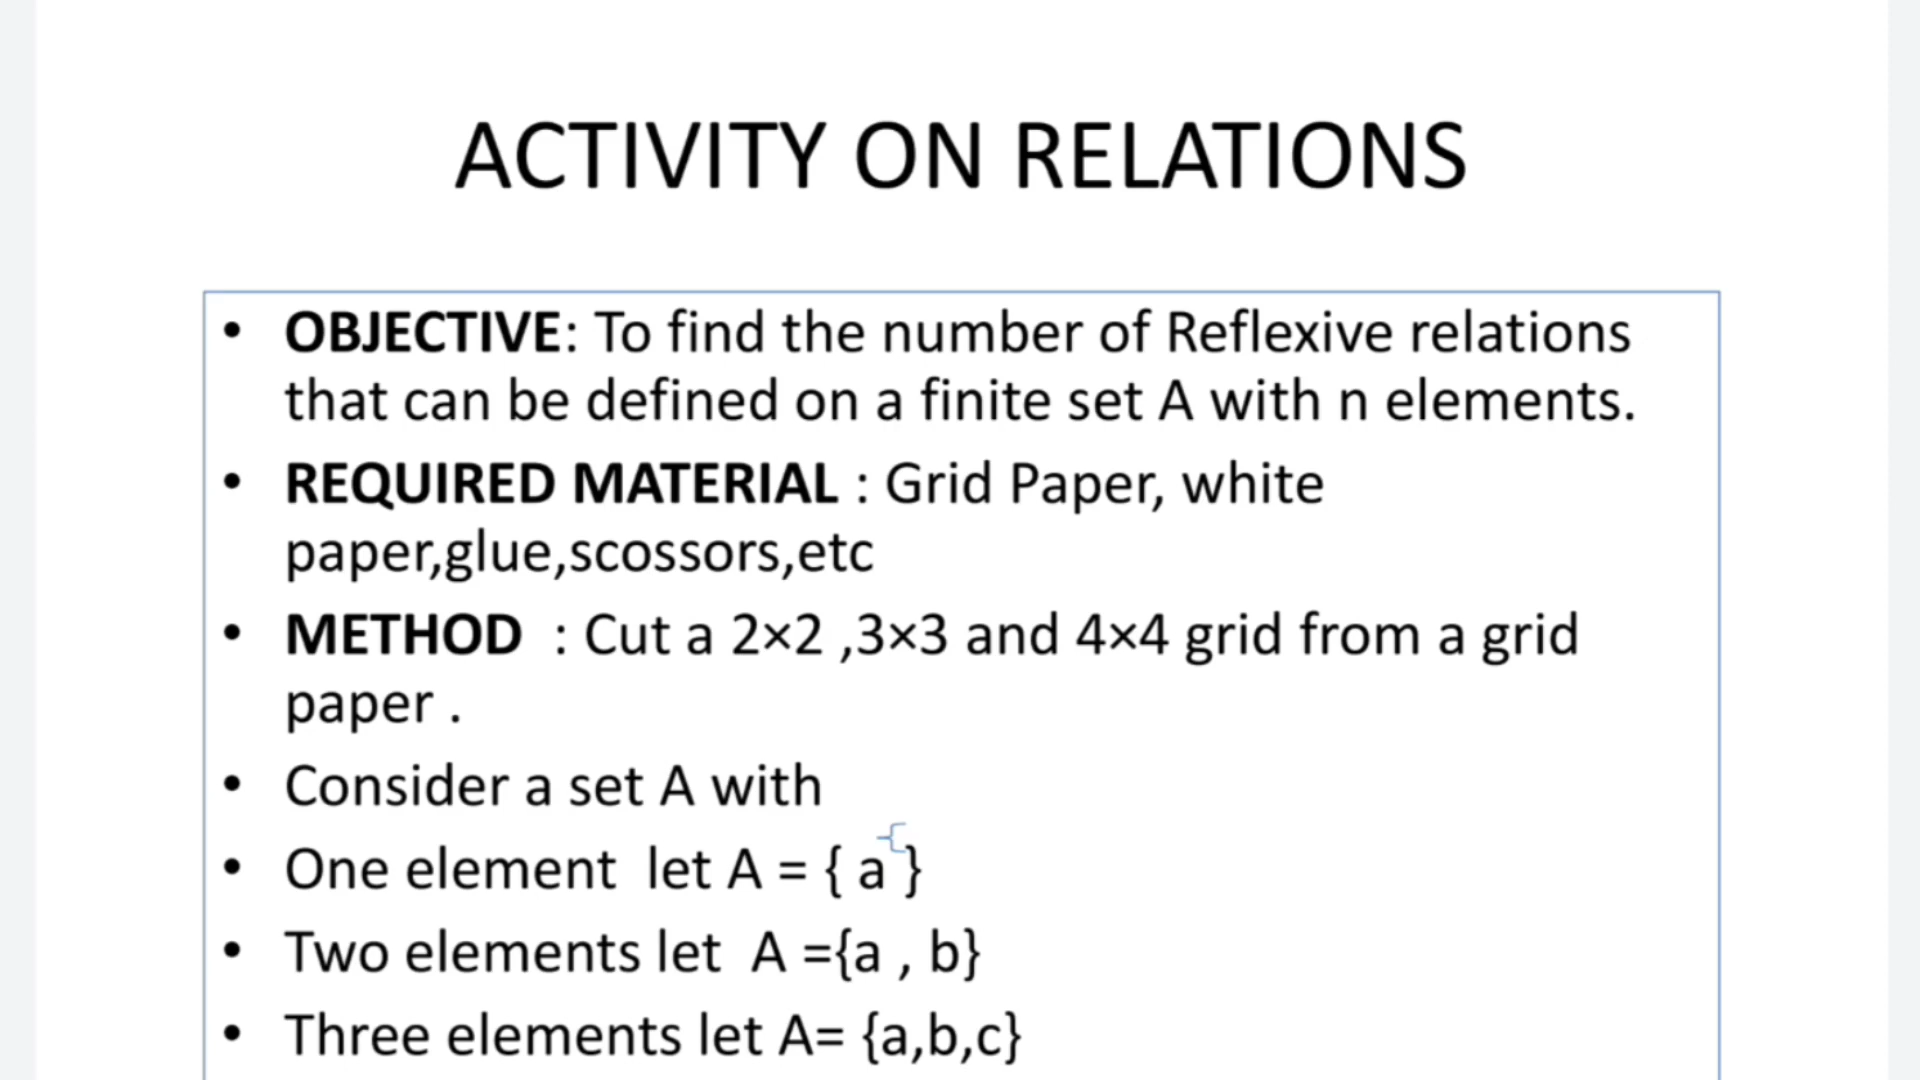 ACTIVITY ON RELATIONS
• OBJECTIVE: To find the number of Reflexive relations
that can be defined on a finite set A with n elements.
• REQUIRED MATERIAL : Grid Paper, white
paper,glue,scossors,etc
• METHOD : Cut a 2×2 ,3×3 and 4×4 grid from a grid
paper .
• Consider a set A with
• One element let A = { a }
• Two elements let A ={a , b}
• Three elements let A= {a,b,c}